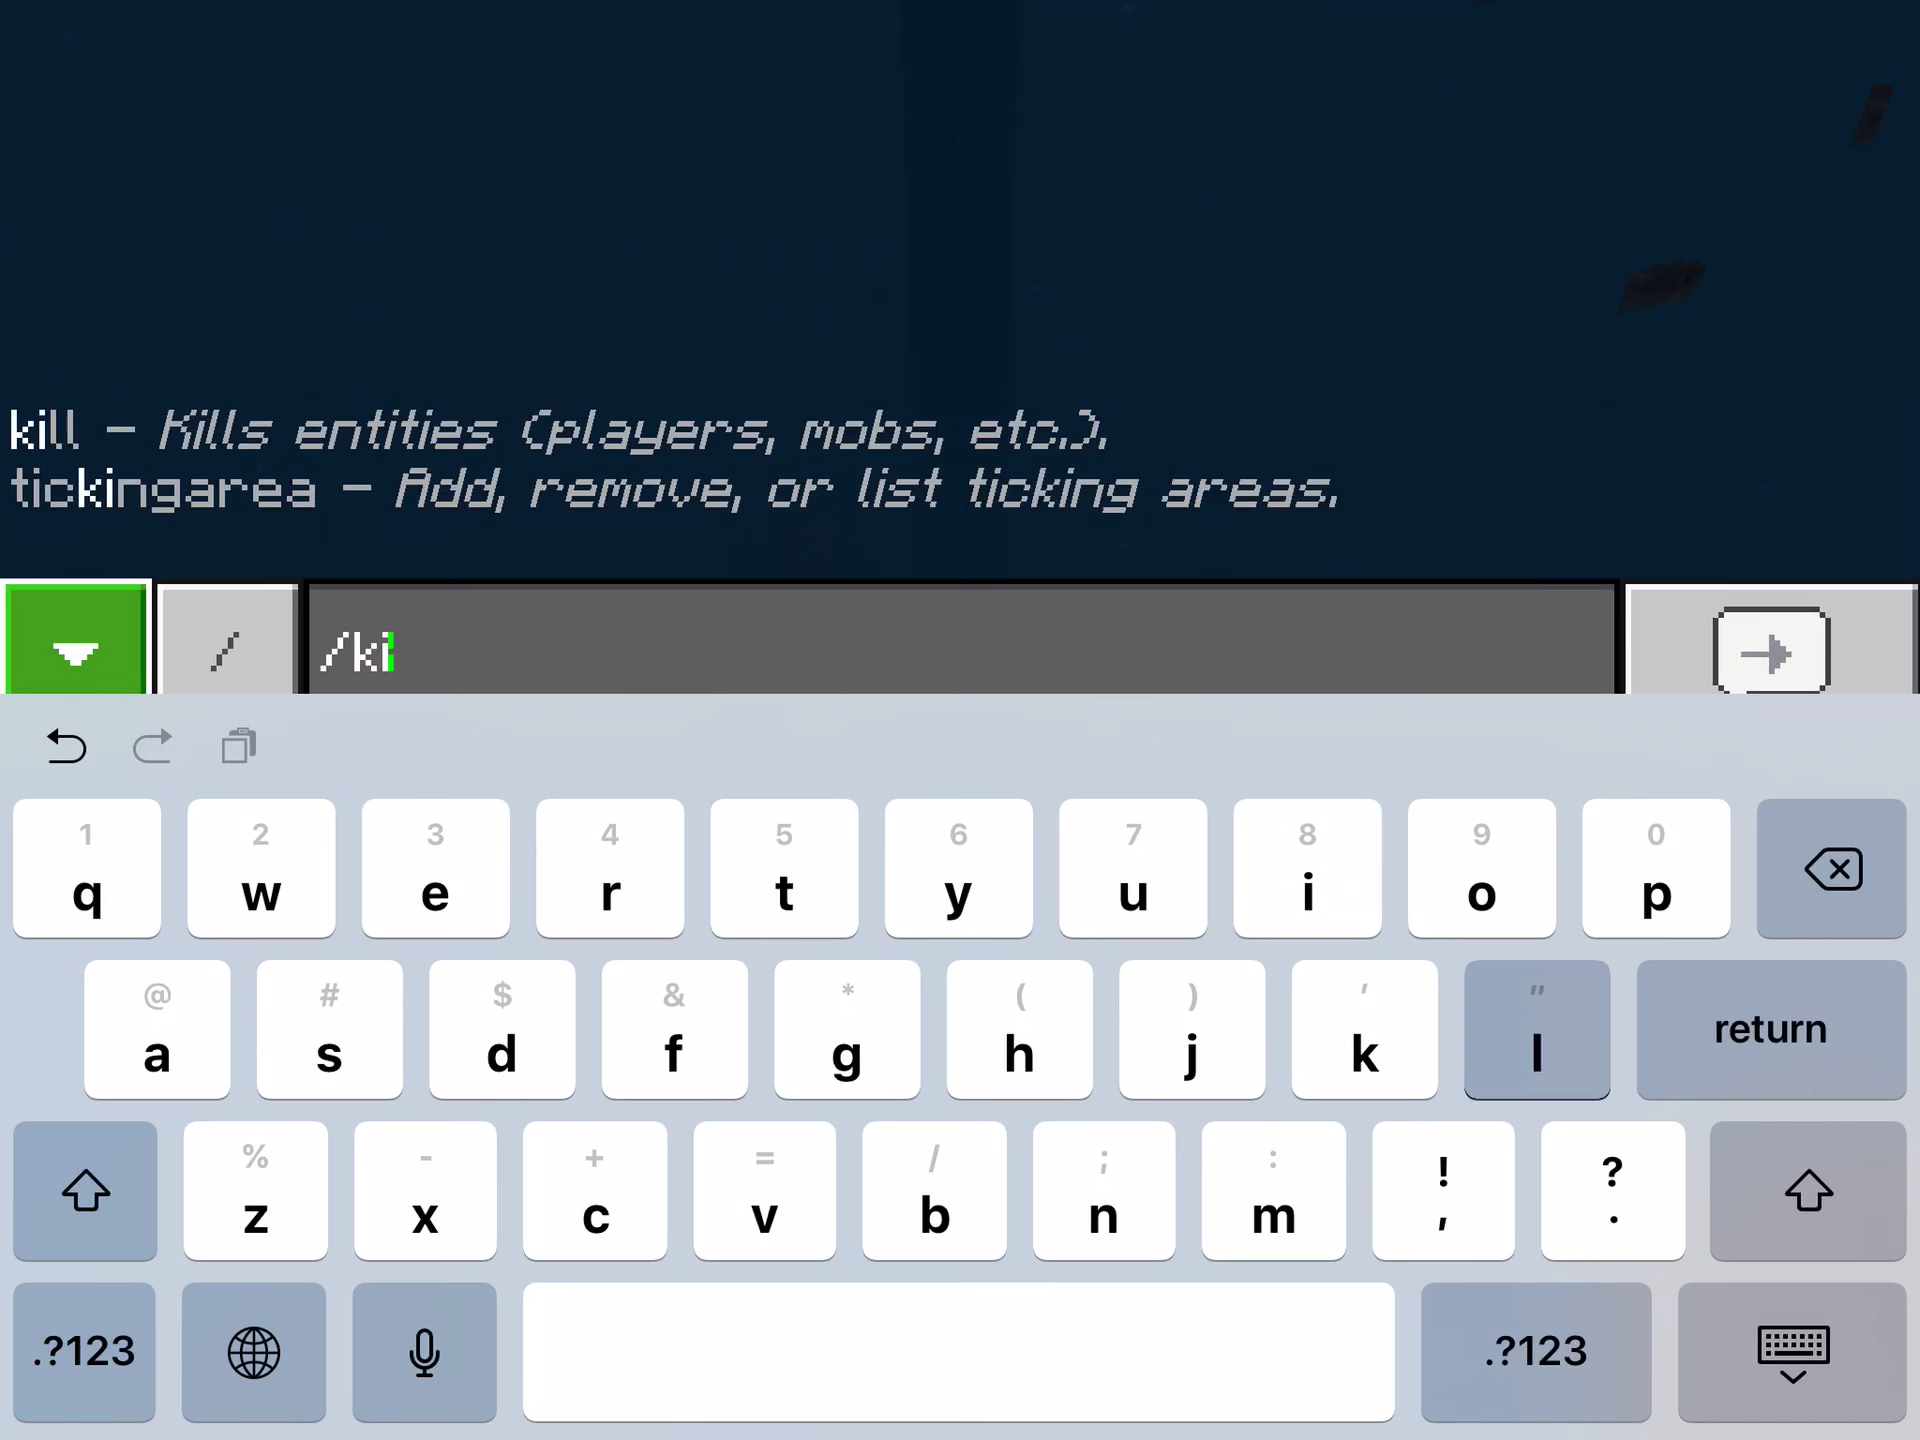 kill - Kills entities (players, mobs, etc.).
tickingarea - Add, remove, or list ticking areas.
/ /ki
1 2 3 4 5 6 7 8 9 0
q w e r t y u i o p
@ # $ & * ( ) ' "
a s d f g h j k l return
% - + = / ; : ! ?
z x c v b n m , .
.?123 .?123